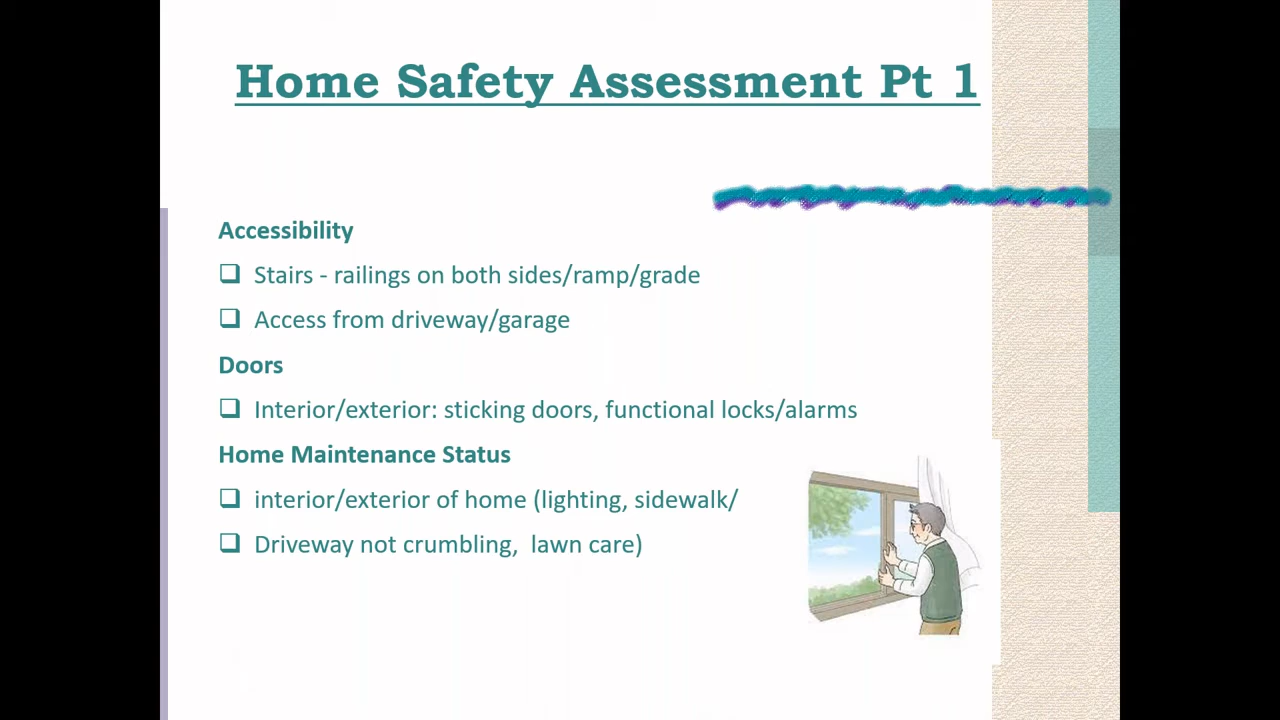 Home Safety Assessment Pt 1
Accessibility
❑ Stairs - railings on both sides/ramp/grade
❑ Access from driveway/garage
Doors
❑ Interior/exterior: sticking doors, functional locks/alarms
Home Maintenance Status
❑ interior/exterior of home (lighting, sidewalk/
❑ Driveway not crumbling,  lawn care)